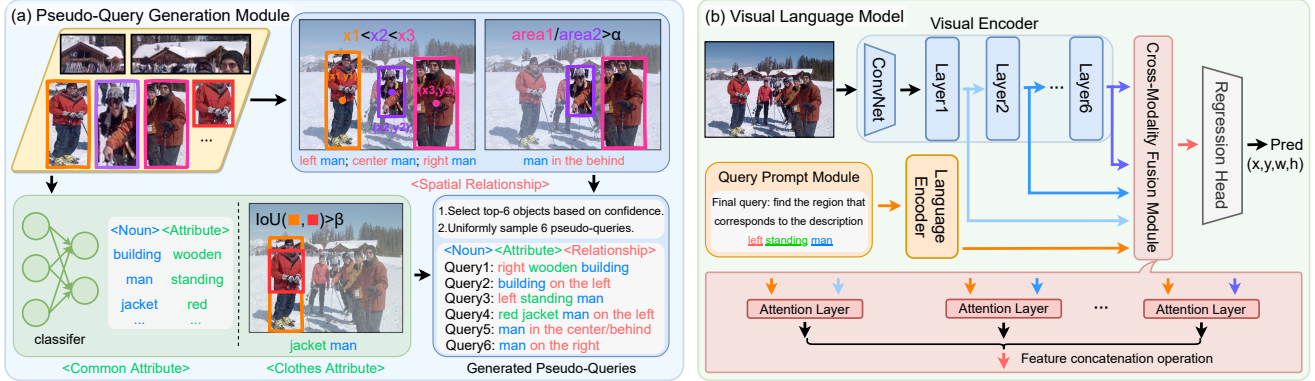 (a) Pseudo-Query Generation Module
x1<x2<x3
area1/area2>α
(x1,y1)
(x2,y2)
(x3,y3)
...
left man; center man; right man
man in the behind
<Spatial Relationship>
<Noun> <Attribute>
building wooden
man standing
jacket red
... ...
classifer
<Common Attribute>
IoU(■,■)>β
jacket man
<Clothes Attribute>
1.Select top-6 objects based on confidence.
2.Uniformly sample 6 pseudo-queries.
<Noun> <Attribute> <Relationship>
Query1: right wooden building
Query2: building on the left
Query3: left standing man
Query4: red jacket man on the left
Query5: man in the center/behind
Query6: man on the right
Generated Pseudo-Queries
(b) Visual Language Model
Visual Encoder
ConvNet
Layer1
Layer2
...
Layer6
Cross-Modality Fusion Module
Regression Head
Pred
(x,y,w,h)
Query Prompt Module
Final query: find the region that
corresponds to the description
left standing man
Language
Encoder
Attention Layer
Attention Layer
...
Attention Layer
Feature concatenation operation